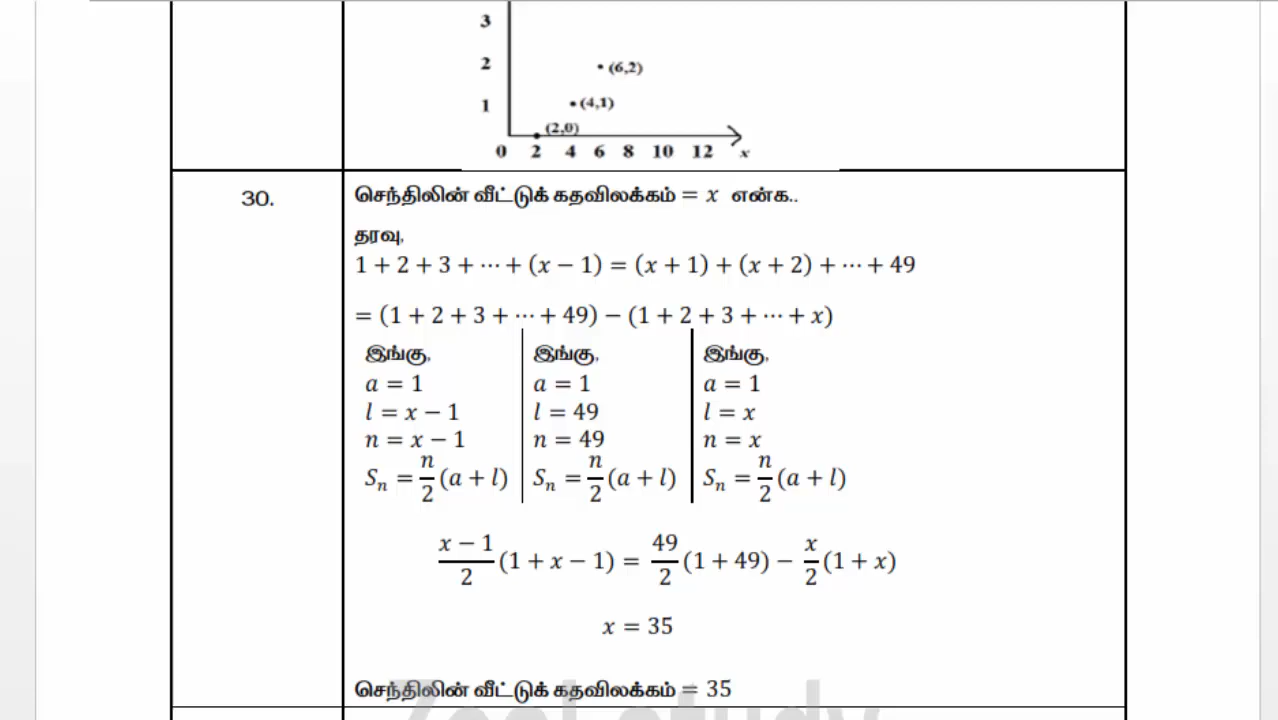 3
2
• (6,2)
1
• (4,1)
(2,0)
0 2 4 6 8 10 12 x
30.
செந்திலின் வீட்டுக் கதவிலக்கம் = x என்க..
தரவு,
1 + 2 + 3 + ⋯ + (x − 1) = (x + 1) + (x + 2) + ⋯ + 49
= (1 + 2 + 3 + ⋯ + 49) − (1 + 2 + 3 + ⋯ + x)
இங்கு, இங்கு, இங்கு,
a = 1 a = 1 a = 1
l = x − 1 l = 49 l = x
n = x − 1 n = 49 n = x
Sₙ = n/2 (a + l) Sₙ = n/2 (a + l) Sₙ = n/2 (a + l)
x − 1/2 (1 + x − 1) = 49/2 (1 + 49) − x/2 (1 + x)
x = 35
செந்திலின் வீட்டுக் கதவிலக்கம் = 35